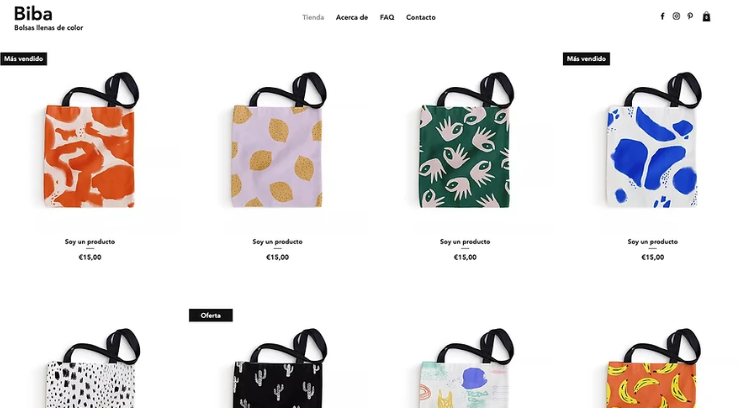 Biba
Bolsas llenas de color
Tienda Acerca de FAQ Contacto
Más vendido
Más vendido
Soy un producto
€15,00
Soy un producto
€15,00
Soy un producto
€15,00
Soy un producto
€15,00
Oferta